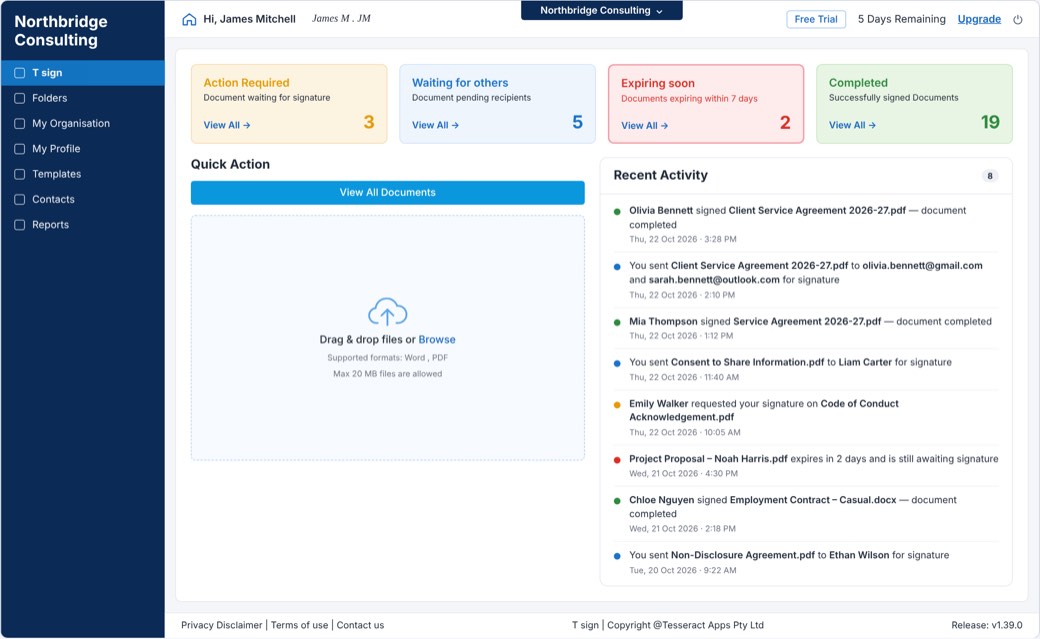 Northbridge
Consulting
T sign
Folders
My Organisation
My Profile
Templates
Contacts
Reports
Hi, James Mitchell
James M . JM
Northbridge Consulting
Free Trial
5 Days Remaining
Upgrade
Action Required
Document waiting for signature
View All →
3
Waiting for others
Document pending recipients
View All →
5
Expiring soon
Documents expiring within 7 days
View All →
2
Completed
Successfully signed Documents
View All →
19
Quick Action
View All Documents
Drag & drop files or Browse
Supported formats: Word , PDF
Max 20 MB files are allowed
Recent Activity
8
Olivia Bennett signed Client Service Agreement 2026-27.pdf — document
completed
Thu, 22 Oct 2026 · 3:28 PM
You sent Client Service Agreement 2026-27.pdf to olivia.bennett@gmail.com
and sarah.bennett@outlook.com for signature
Thu, 22 Oct 2026 · 2:10 PM
Mia Thompson signed Service Agreement 2026-27.pdf — document completed
Thu, 22 Oct 2026 · 1:12 PM
You sent Consent to Share Information.pdf to Liam Carter for signature
Thu, 22 Oct 2026 · 11:40 AM
Emily Walker requested your signature on Code of Conduct
Acknowledgement.pdf
Thu, 22 Oct 2026 · 10:05 AM
Project Proposal – Noah Harris.pdf expires in 2 days and is still awaiting signature
Wed, 21 Oct 2026 · 4:30 PM
Chloe Nguyen signed Employment Contract – Casual.docx — document
completed
Wed, 21 Oct 2026 · 2:18 PM
You sent Non-Disclosure Agreement.pdf to Ethan Wilson for signature
Tue, 20 Oct 2026 · 9:22 AM
Privacy Disclaimer | Terms of use | Contact us
T sign | Copyright @Tesseract Apps Pty Ltd
Release: v1.39.0